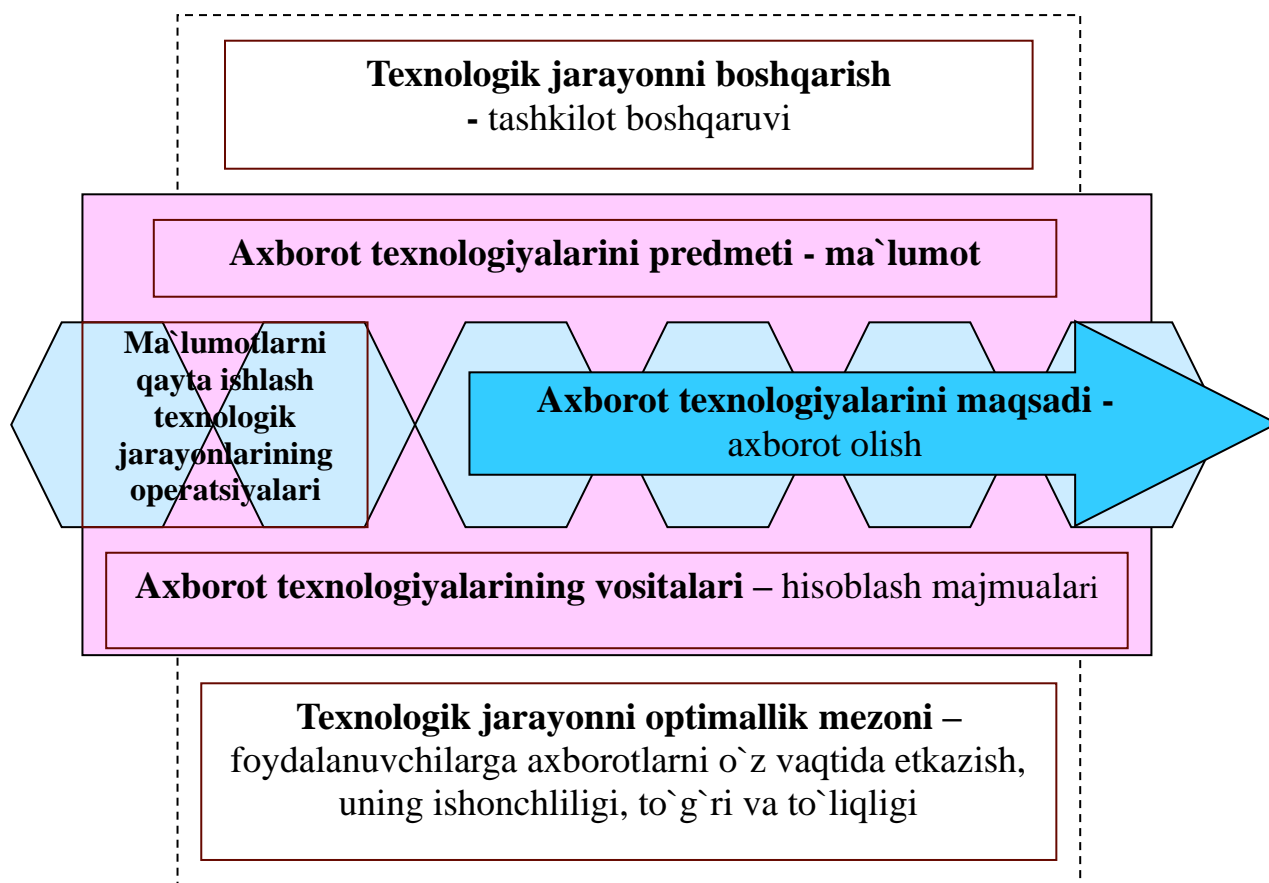 Texnologik jarayonni boshqarish
- tashkilot boshqaruvi
Axborot texnologiyalarini predmeti - ma`lumot
Ma`lumotlarni
qayta ishlash
texnologik
jarayonlarining
operatsiyalari
Axborot texnologiyalarini maqsadi -
axborot olish
Axborot texnologiyalarining vositalari – hisoblash majmualari
Texnologik jarayonni optimallik mezoni –
foydalanuvchilarga axborotlarni o`z vaqtida etkazish,
uning ishonchliligi, to`g`ri va to`liqligi